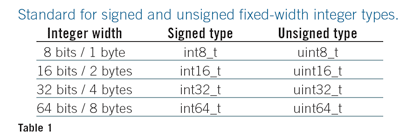 Standard for signed and unsigned fixed-width integer types.
Integer width Signed type Unsigned type
8 bits / 1 byte int8_t uint8_t
16 bits / 2 bytes int16_t uint16_t
32 bits / 4 bytes int32_t uint32_t
64 bits / 8 bytes int64_t uint64_t
Table 1